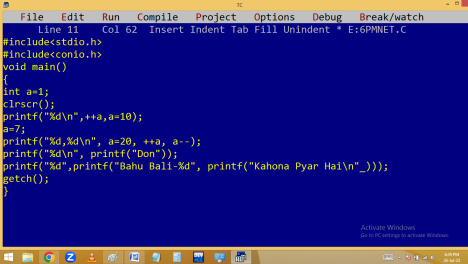 TC
File Edit Run Compile Project Options Debug Break/watch
Line 11 Col 62 Insert Indent Tab Fill Unindent * E:6PMNET.C
#include<stdio.h>
#include<conio.h>
void main()
{
int a=1;
clrscr();
printf("%d\n",++a,a=10);
a=7;
printf("%d,%d\n", a=20, ++a, a--);
printf("%d\n", printf("Don"));
printf("%d",printf("Bahu Bali-%d", printf("Kahona Pyar Hai\n"_)));
getch();
}
Activate Windows
Go to PC settings to activate Windows.